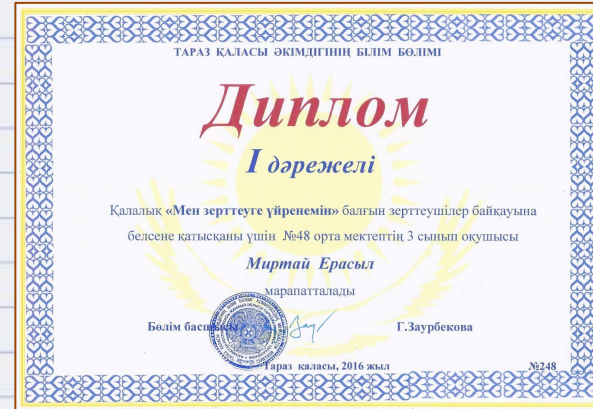 ТАРАЗ ҚАЛАСЫ ӘКІМДІГІНІҢ БІЛІМ БӨЛІМІ
Диплом
I дәрежелі
Қалалық «Мен зерттеуге үйренемін» балғын зерттеушілер байқауына
белсене қатысқаны үшін №48 орта мектептің 3 сынып оқушысы
Миртай Ерасыл
марапатталады
Бөлім басшысы Г.Заурбекова
Тараз қаласы, 2016 жыл №248